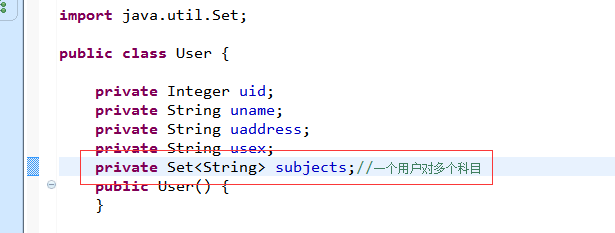 import java.util.Set;
public class User {
private Integer uid;
private String uname;
private String uaddress;
private String usex;
private Set<String> subjects;//一个用户对多个科目
public User() {
}